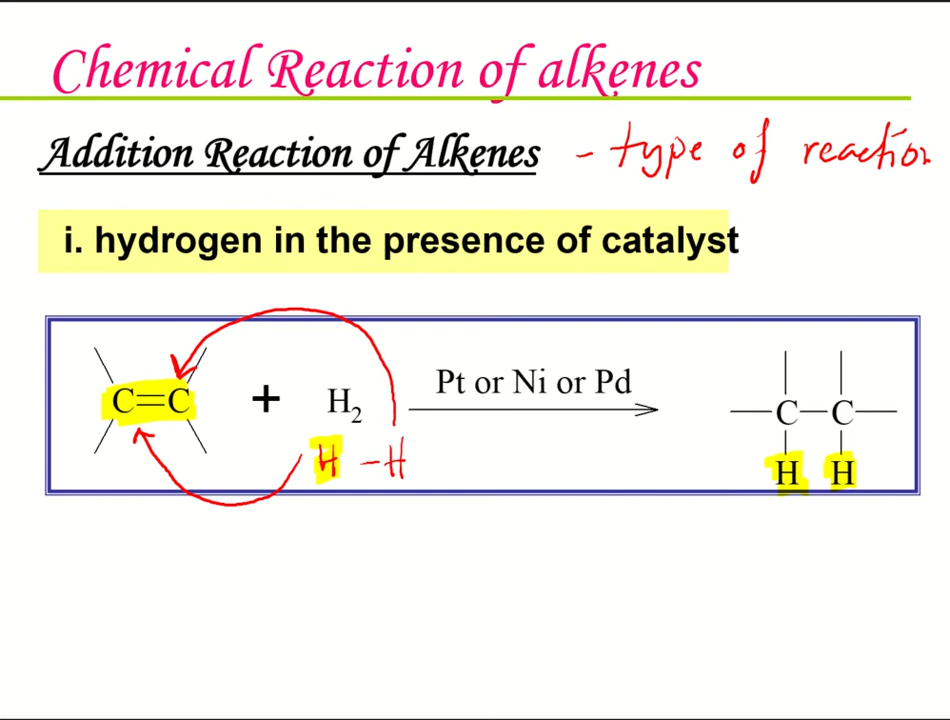 Chemical Reaction of alkenes
Addition Reaction of Alkenes - type of reaction
i. hydrogen in the presence of catalyst
C=C + H₂ Pt or Ni or Pd —C—C—
H –H H H